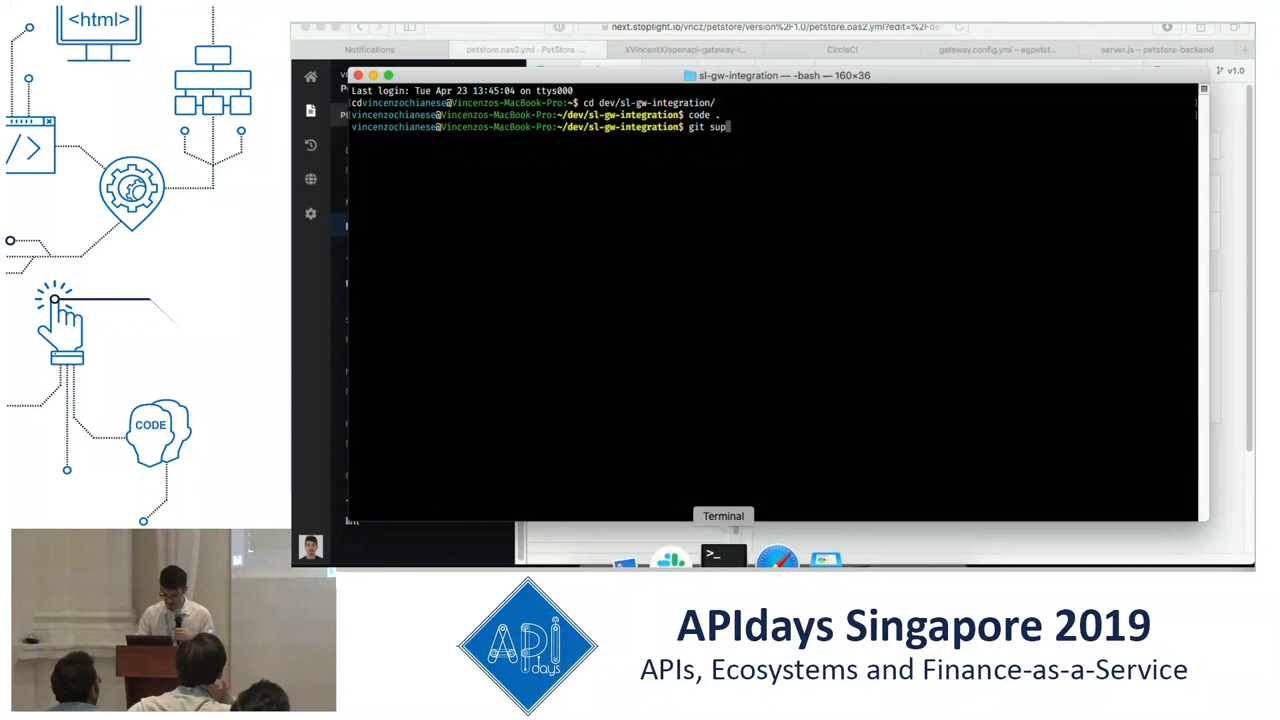 <html>
</>
CODE
next.stoplight.io/vncz/petstore/version%2F1.0/petstore.oas2.yml?edit=%2Fde
Notifications
petstore.oas2.yml · PetStore ·...
XVincentX/openapi-gateway-i...
CircleCI
gateway.config.yml — egpetst...
server.js — petstore-backend
v1.0
sl-gw-integration — -bash — 160×36
Last login: Tue Apr 23 13:45:04 on ttys000
cdvincenzochianese@Vincenzos-MacBook-Pro:~$ cd dev/sl-gw-integration/
vincenzochianese@Vincenzos-MacBook-Pro:~/dev/sl-gw-integration$ code .
vincenzochianese@Vincenzos-MacBook-Pro:~/dev/sl-gw-integration$ git sup
Terminal
>_
API
days
APIdays Singapore 2019
APIs, Ecosystems and Finance-as-a-Service